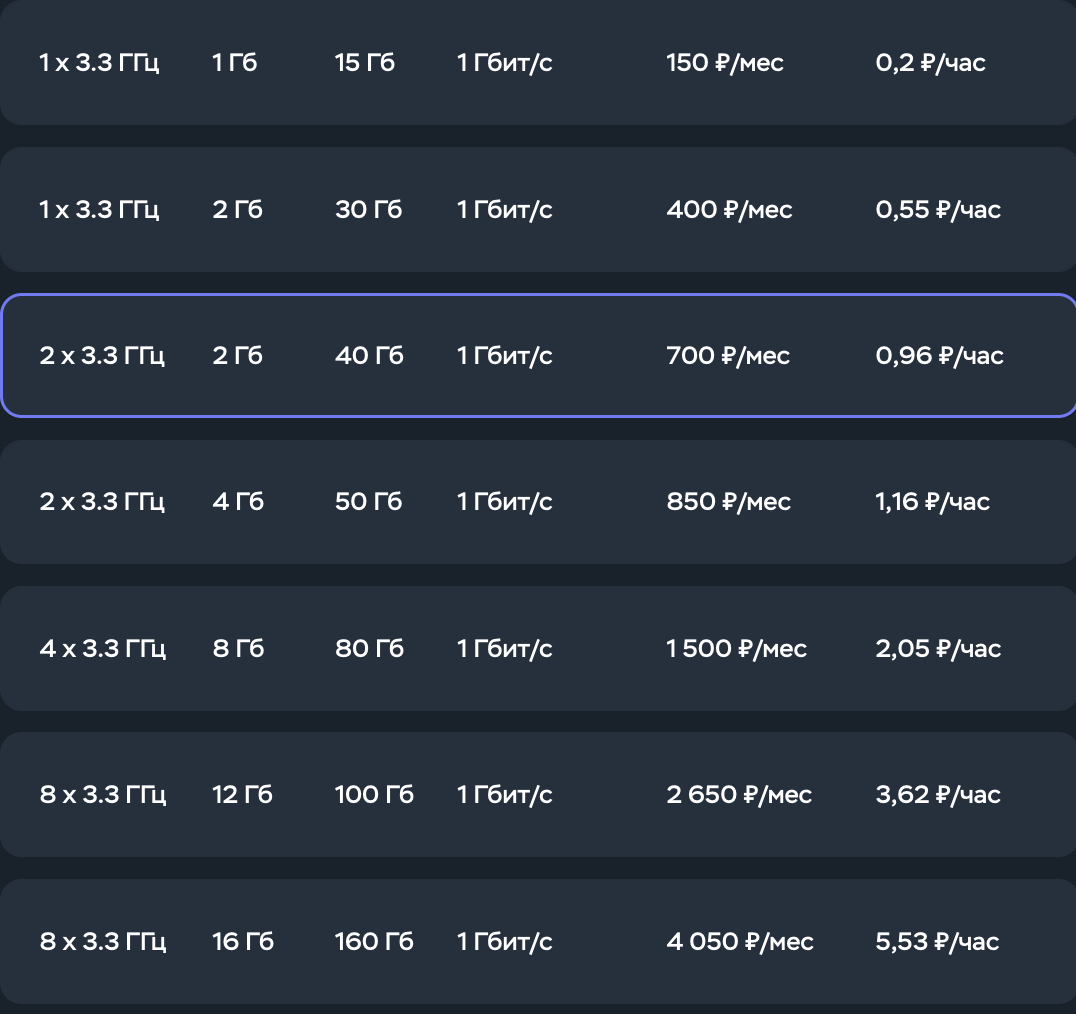 1 x 3.3 ГГц 1 Гб 15 Гб 1 Гбит/с 150 ₽/мес 0,2 ₽/час
1 x 3.3 ГГц 2 Гб 30 Гб 1 Гбит/с 400 ₽/мес 0,55 ₽/час
2 x 3.3 ГГц 2 Гб 40 Гб 1 Гбит/с 700 ₽/мес 0,96 ₽/час
2 x 3.3 ГГц 4 Гб 50 Гб 1 Гбит/с 850 ₽/мес 1,16 ₽/час
4 x 3.3 ГГц 8 Гб 80 Гб 1 Гбит/с 1 500 ₽/мес 2,05 ₽/час
8 x 3.3 ГГц 12 Гб 100 Гб 1 Гбит/с 2 650 ₽/мес 3,62 ₽/час
8 x 3.3 ГГц 16 Гб 160 Гб 1 Гбит/с 4 050 ₽/мес 5,53 ₽/час